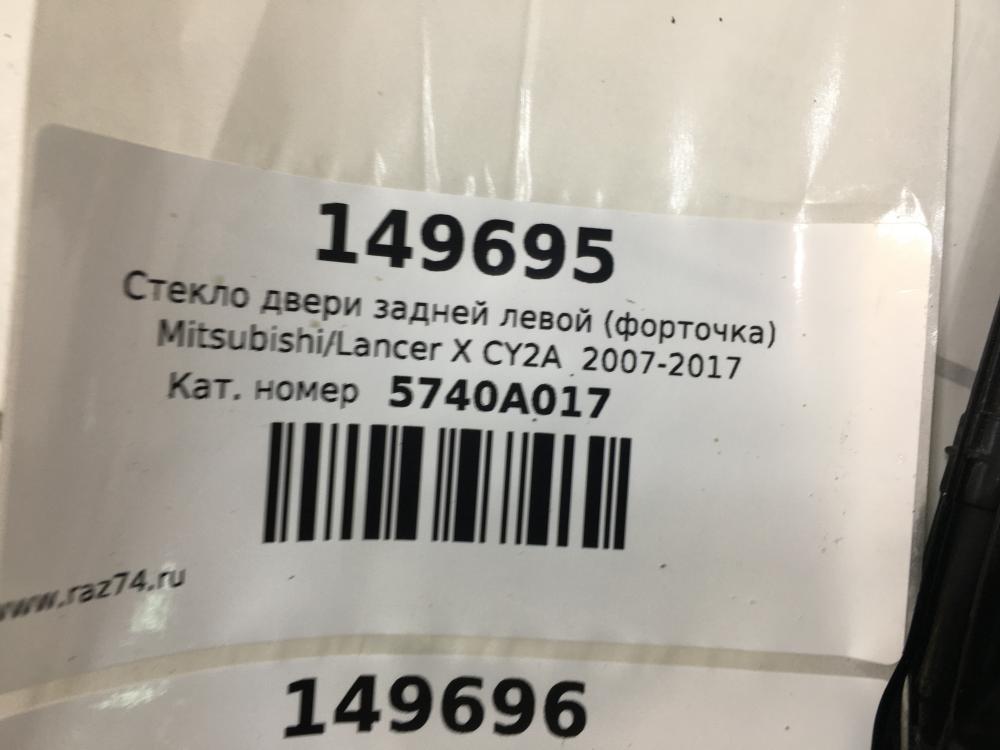 149695
Стекло двери задней левой (форточка)
Mitsubishi/Lancer X CY2A 2007-2017
Кат. номер 5740A017
www.raz74.ru
149696